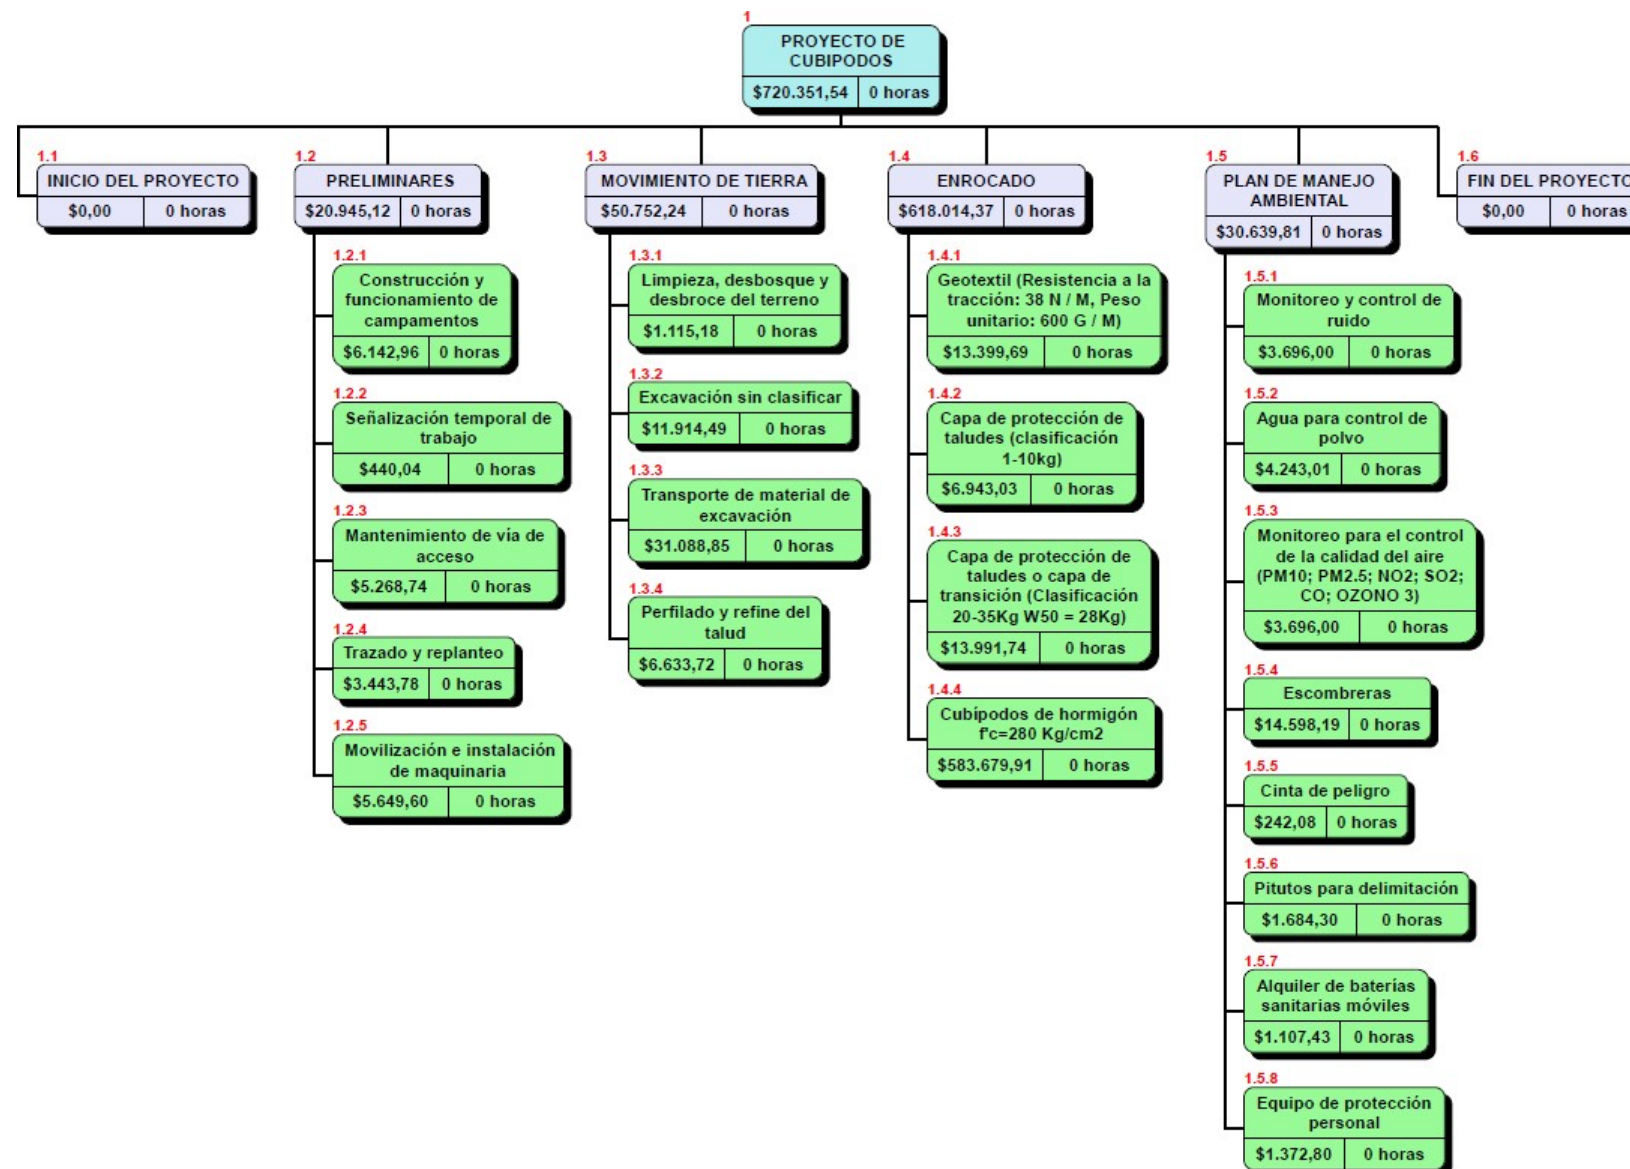 1
PROYECTO DE
CUBIPODOS
$720.351,54 0 horas
1.1
INICIO DEL PROYECTO
$0,00 0 horas
1.2
PRELIMINARES
$20.945,12 0 horas
1.2.1
Construcción y
funcionamiento de
campamentos
$6.142,96 0 horas
1.2.2
Señalización temporal de
trabajo
$440,04 0 horas
1.2.3
Mantenimiento de vía de
acceso
$5.268,74 0 horas
1.2.4
Trazado y replanteo
$3.443,78 0 horas
1.2.5
Movilización e instalación
de maquinaria
$5.649,60 0 horas
1.3
MOVIMIENTO DE TIERRA
$50.752,24 0 horas
1.3.1
Limpieza, desbosque y
desbroce del terreno
$1.115,18 0 horas
1.3.2
Excavación sin clasificar
$11.914,49 0 horas
1.3.3
Transporte de material de
excavación
$31.088,85 0 horas
1.3.4
Perfilado y refine del
talud
$6.633,72 0 horas
1.4
ENROCADO
$618.014,37 0 horas
1.4.1
Geotextil (Resistencia a la
tracción: 38 N / M, Peso
unitario: 600 G / M)
$13.399,69 0 horas
1.4.2
Capa de protección de
taludes (clasificación
1-10kg)
$6.943,03 0 horas
1.4.3
Capa de protección de
taludes o capa de
transición (Clasificación
20-35Kg W50 = 28Kg)
$13.991,74 0 horas
1.4.4
Cubípodos de hormigón
f'c=280 Kg/cm2
$583.679,91 0 horas
1.5
PLAN DE MANEJO
AMBIENTAL
$30.639,81 0 horas
1.5.1
Monitoreo y control de
ruido
$3.696,00 0 horas
1.5.2
Agua para control de
polvo
$4.243,01 0 horas
1.5.3
Monitoreo para el control
de la calidad del aire
(PM10; PM2.5; NO2; SO2;
CO; OZONO 3)
$3.696,00 0 horas
1.5.4
Escombreras
$14.598,19 0 horas
1.5.5
Cinta de peligro
$242,08 0 horas
1.5.6
Pitutos para delimitación
$1.684,30 0 horas
1.5.7
Alquiler de baterías
sanitarias móviles
$1.107,43 0 horas
1.5.8
Equipo de protección
personal
$1.372,80 0 horas
1.6
FIN DEL PROYECTO
$0,00 0 horas